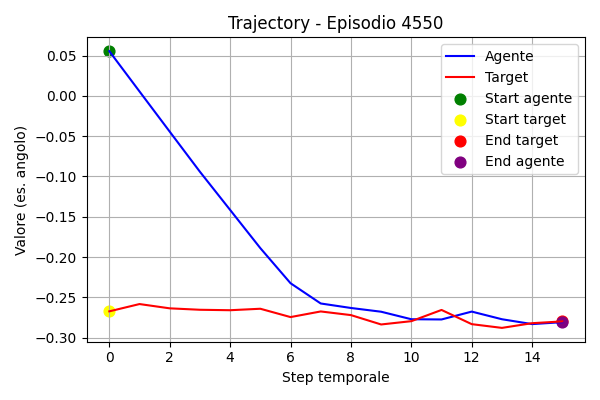 Trajectory - Episodio 4550
Valore (es. angolo)
0.05
0.00
−0.05
−0.10
−0.15
−0.20
−0.25
−0.30
Agente
Target
Start agente
Start target
End target
End agente
0 2 4 6 8 10 12 14
Step temporale